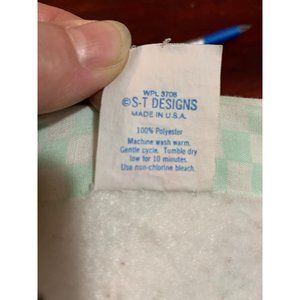 WPL 3708
©S-T DESIGNS
MADE IN U.S.A.
100% Polyester
Machine wash warm.
Gentle cycle. Tumble dry
low for 10 minutes.
Use non-chlorine bleach.